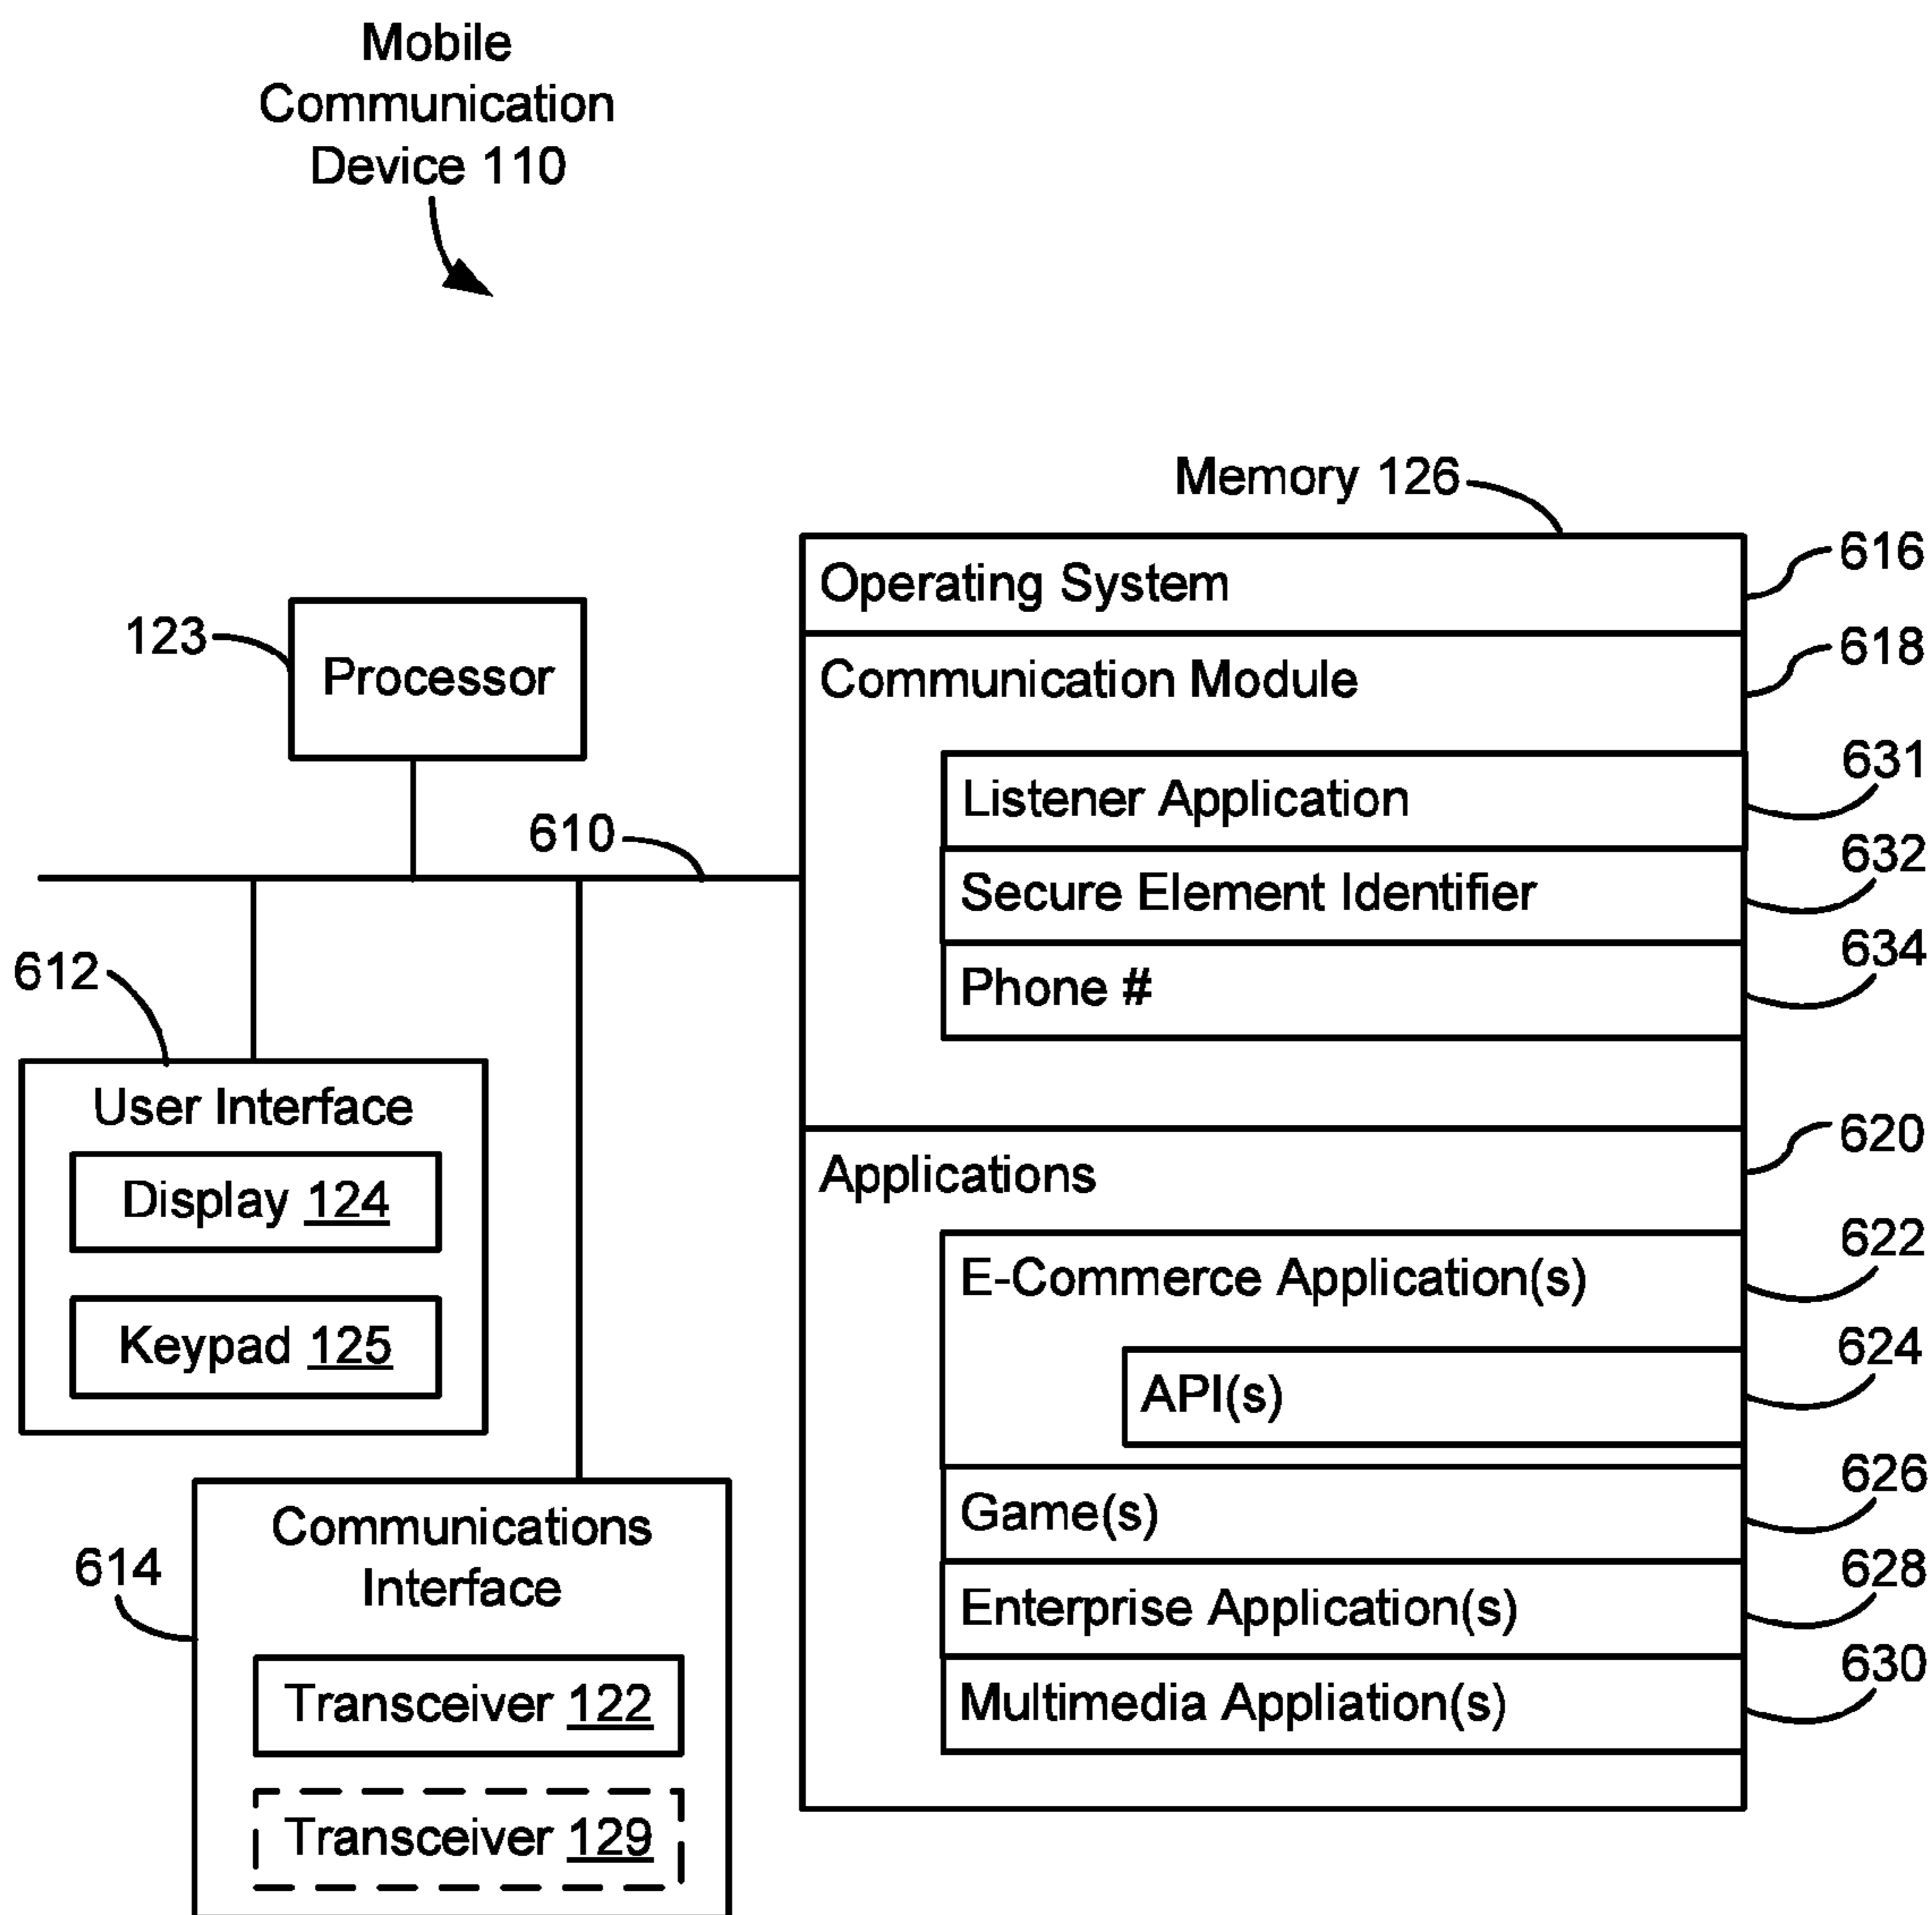 Mobile
Communication
Device 110
Memory 126
Operating System
616
Communication Module
618
Listener Application
631
Secure Element Identifier
632
Phone #
634
Applications
620
E-Commerce Application(s)
622
API(s)
624
Game(s)
626
Enterprise Application(s)
628
Multimedia Appliation(s)
630
123
Processor
610
612
User Interface
Display 124
Keypad 125
614
Communications
Interface
Transceiver 122
Transceiver 129